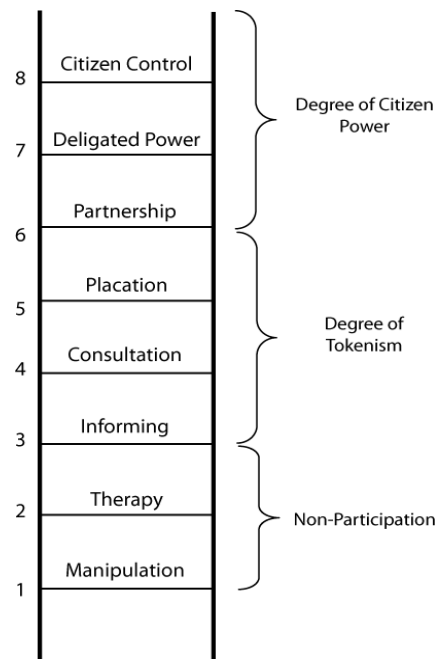 8
Citizen Control
7
Deligated Power
6
Partnership
Degree of Citizen
Power
5
Placation
4
Consultation
3
Informing
Degree of
Tokenism
2
Therapy
1
Manipulation
Non-Participation